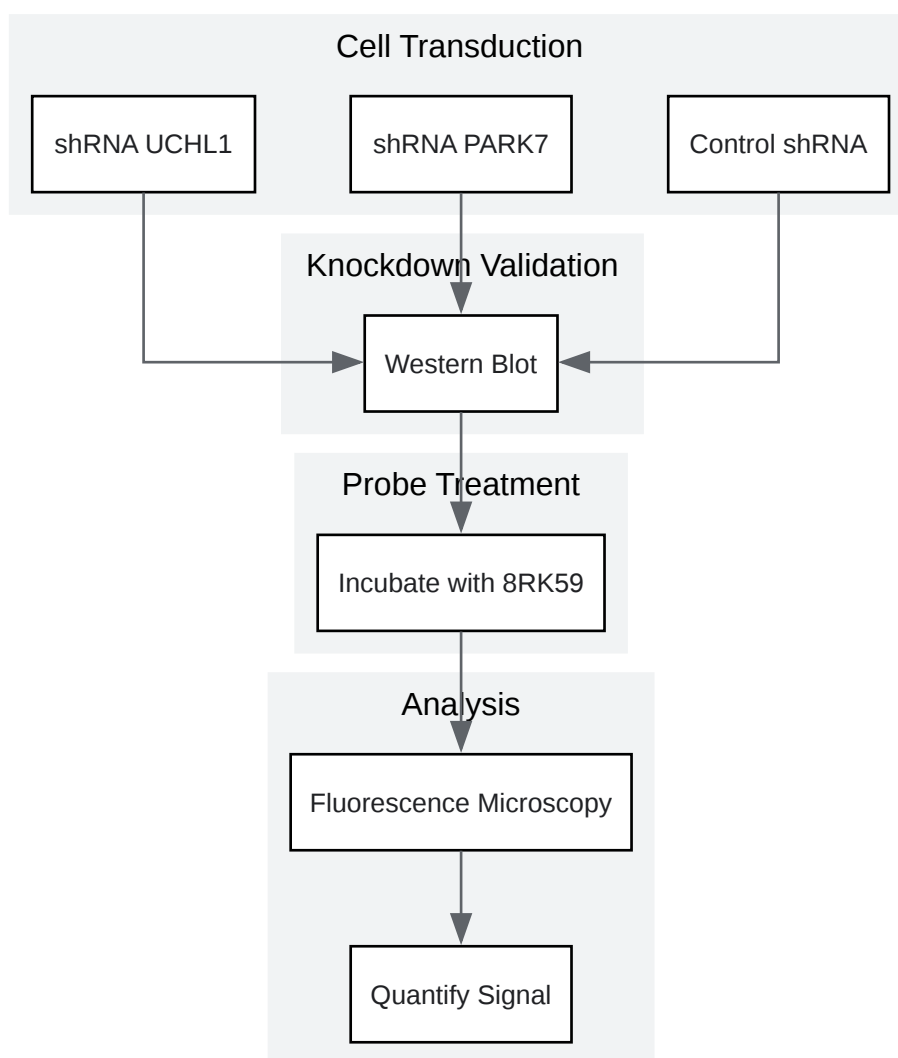 Cell Transduction
shRNA UCHL1
shRNA PARK7
Control shRNA
Knockdown Validation
Western Blot
Probe Treatment
Incubate with 8RK59
Analysis
Fluorescence Microscopy
Quantify Signal